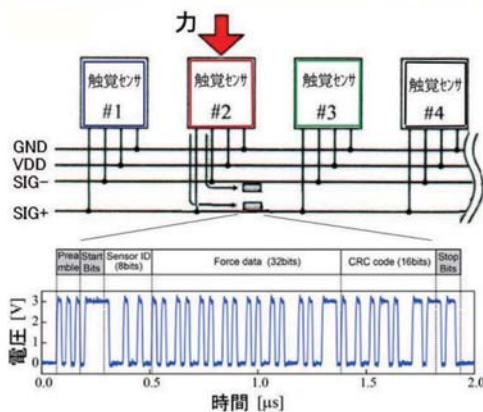 力
触覚センサ
#1
触覚センサ
#2
触覚センサ
#3
触覚センサ
#4
GND
VDD
SIG-
SIG+
Preamble
Start Bits
Sensor ID
(8bits)
Force data (32bits)
CRC code (16bits)
Stop Bits
電圧 [V]
3
2
1
0
0.0
0.5
1.0
1.5
2.0
時間 [μs]